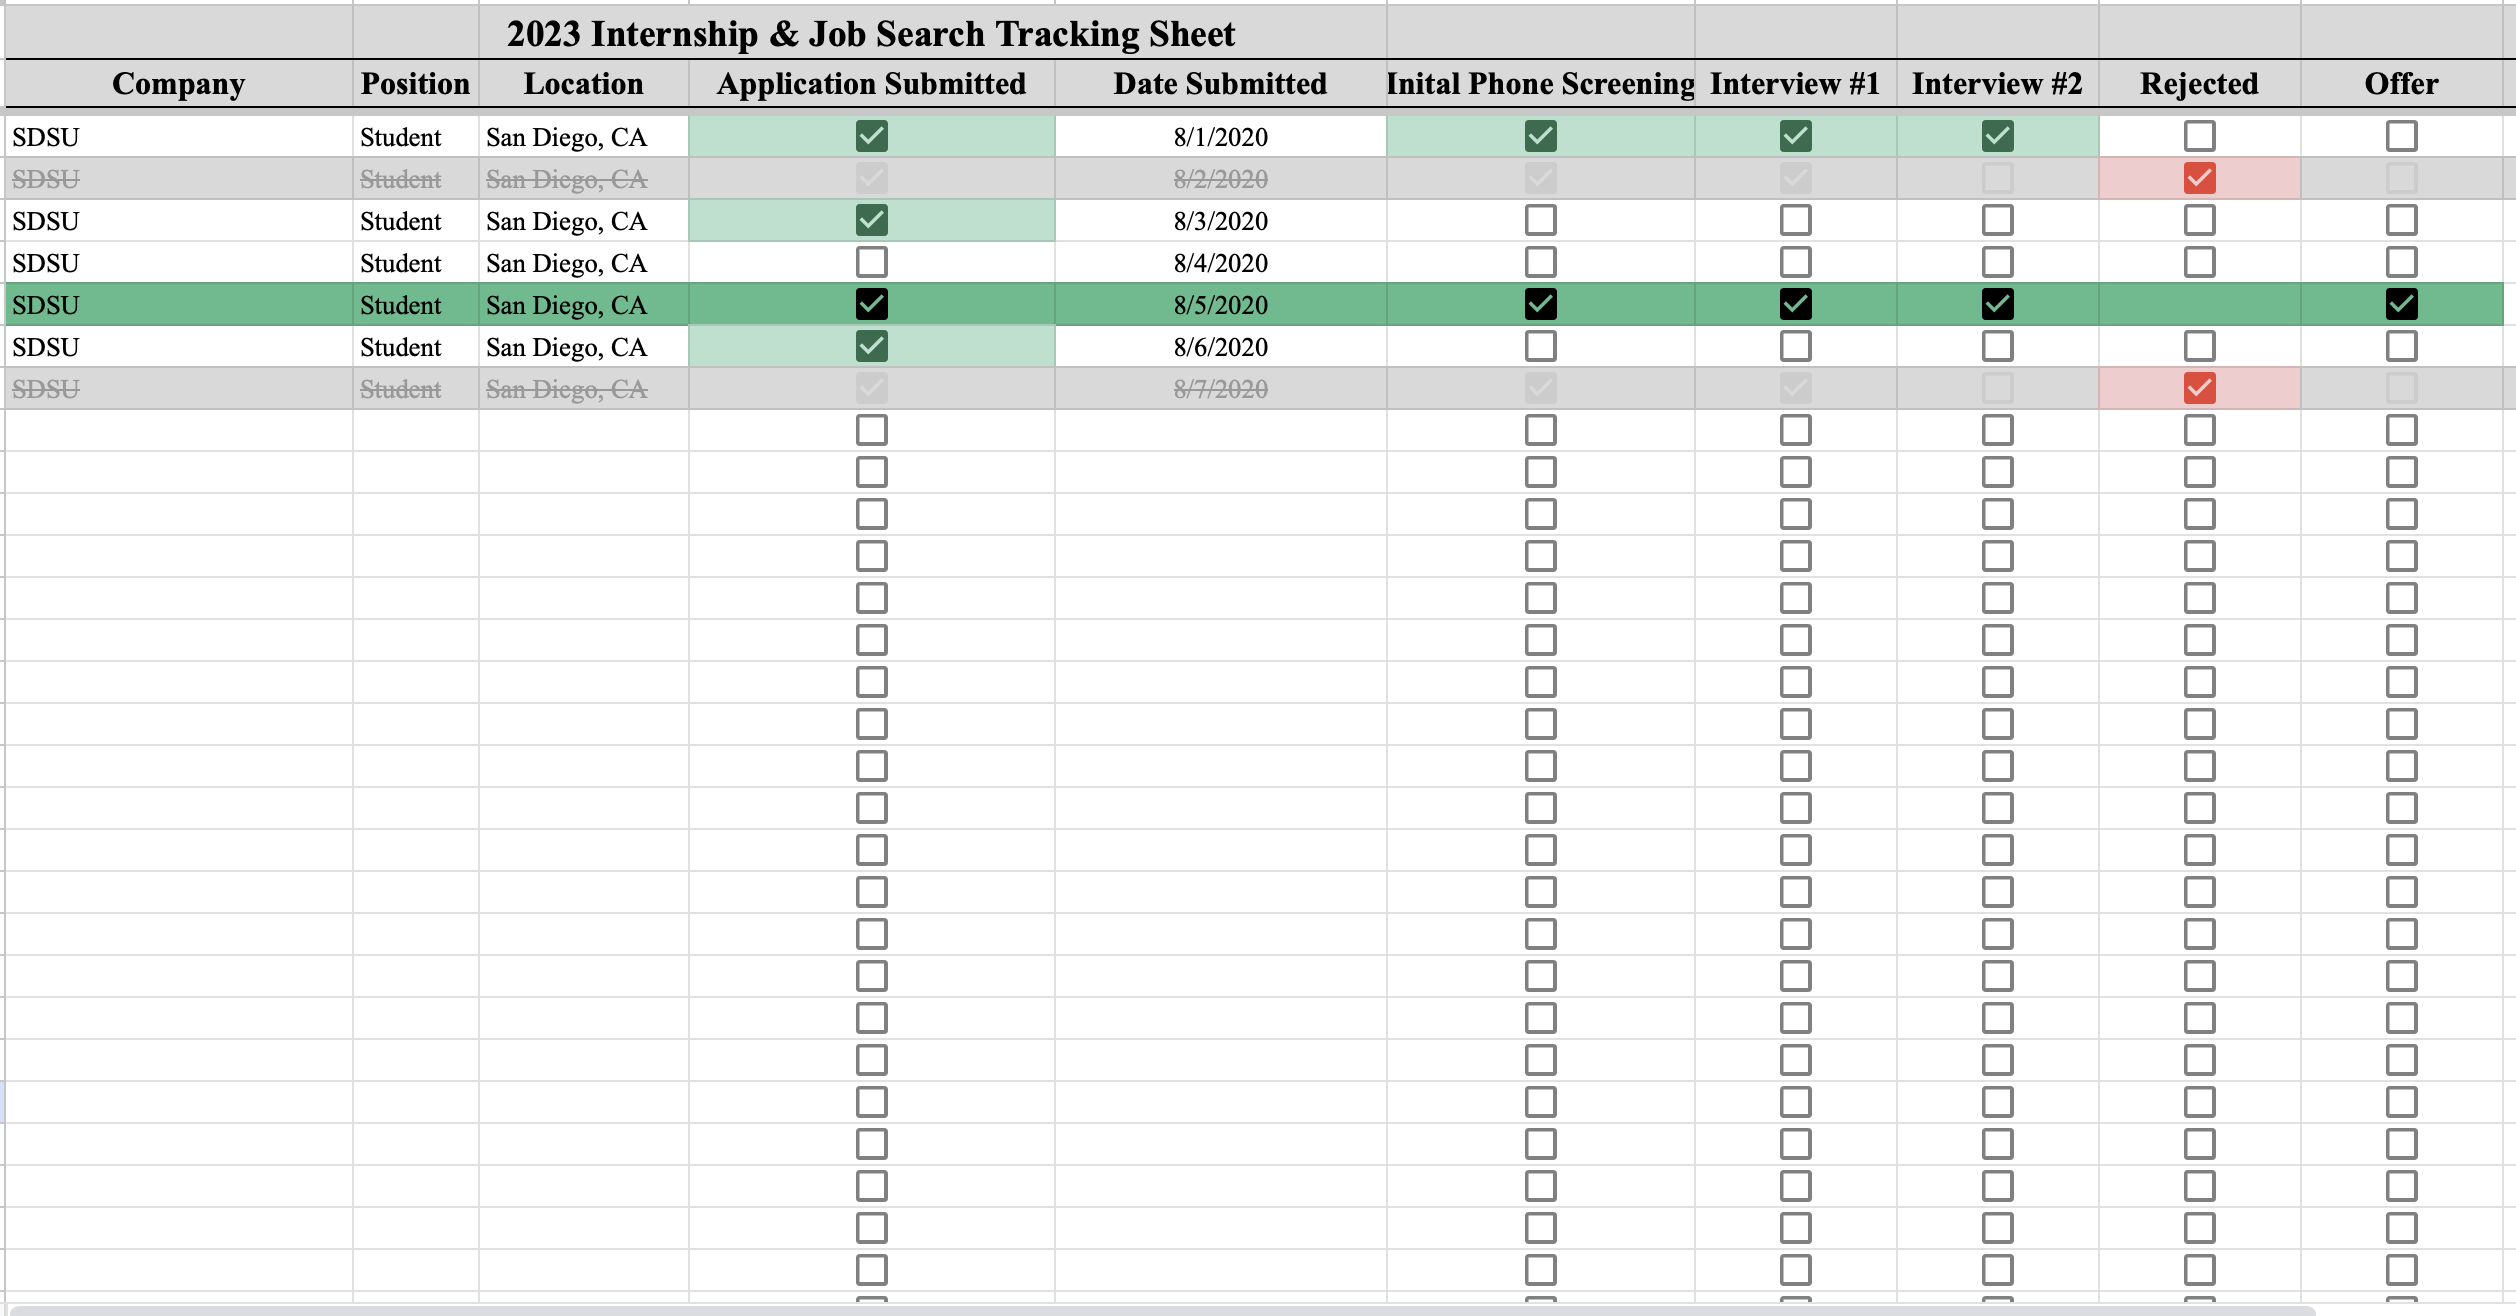 2023 Internship & Job Search Tracking Sheet
Company Position Location Application Submitted Date Submitted Inital Phone Screening Interview #1 Interview #2 Rejected Offer
SDSU Student San Diego, CA 8/1/2020
SDSU Student San Diego, CA 8/2/2020
SDSU Student San Diego, CA 8/3/2020
SDSU Student San Diego, CA 8/4/2020
SDSU Student San Diego, CA 8/5/2020
SDSU Student San Diego, CA 8/6/2020
SDSU Student San Diego, CA 8/7/2020